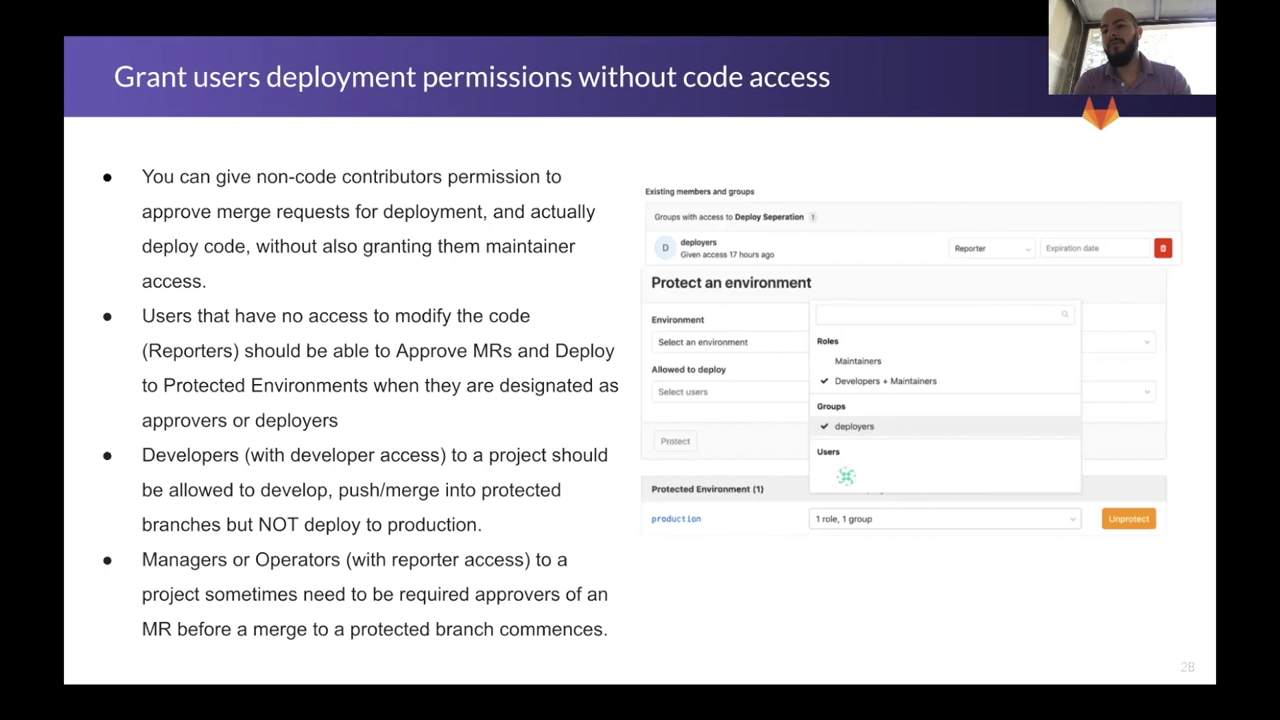 Grant users deployment permissions without code access
● You can give non-code contributors permission to
approve merge requests for deployment, and actually
deploy code, without also granting them maintainer
access.
● Users that have no access to modify the code
(Reporters) should be able to Approve MRs and Deploy
to Protected Environments when they are designated as
approvers or deployers
● Developers (with developer access) to a project should
be allowed to develop, push/merge into protected
branches but NOT deploy to production.
● Managers or Operators (with reporter access) to a
project sometimes need to be required approvers of an
MR before a merge to a protected branch commences.
Existing members and groups
Groups with access to Deploy Seperation 1
D
deployers
Given access 17 hours ago
Reporter
Expiration date
Protect an environment
Environment
Select an environment
Allowed to deploy
Select users
Protect
Roles
Maintainers
Developers + Maintainers
Groups
deployers
Users
Protected Environment (1)
production
1 role, 1 group
Unprotect
28